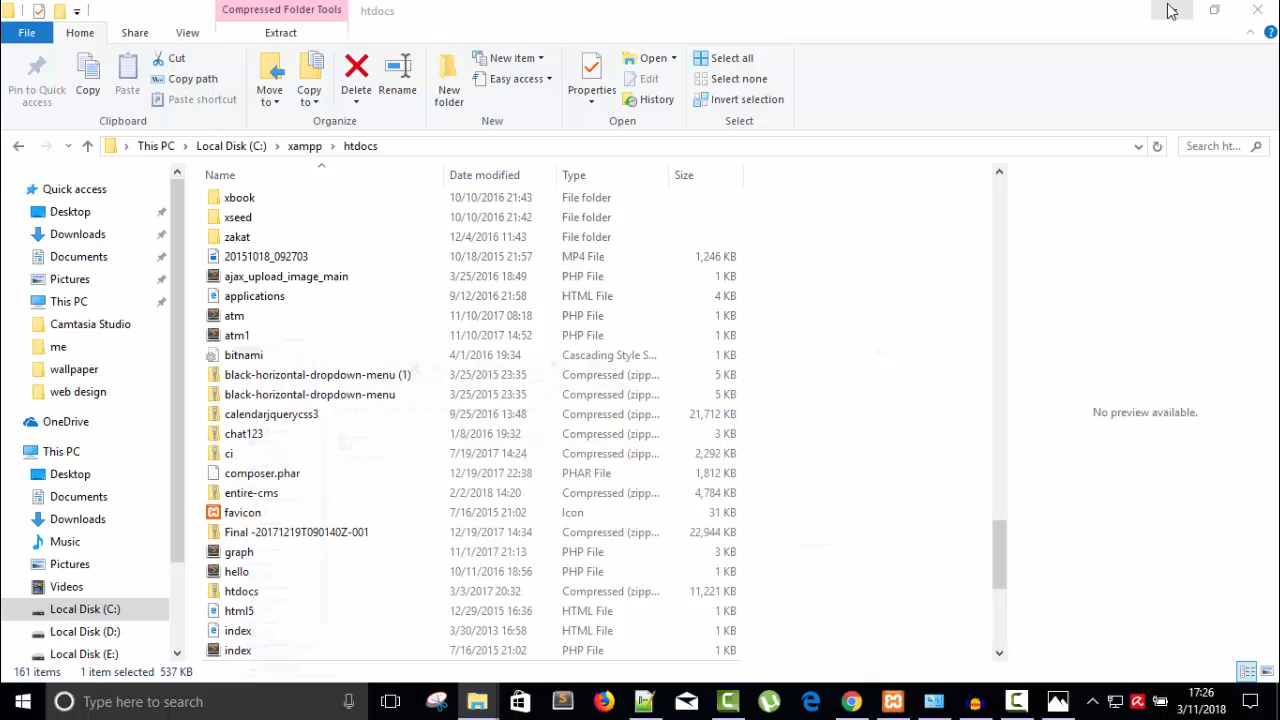 Compressed Folder Tools
htdocs
File
Home
Share
View
Extract
Pin to Quick access
Copy
Paste
Cut
Copy path
Paste shortcut
Clipboard
Move to
Copy to
Delete
Rename
Organize
New folder
New item
Easy access
New
Properties
Open
Edit
History
Open
Select all
Select none
Invert selection
Select
This PC
Local Disk (C:)
xampp
htdocs
Search ht...
Name Date modified Type Size
Quick access
Desktop
Downloads
Documents
Pictures
This PC
Camtasia Studio
me
wallpaper
web design
OneDrive
This PC
Desktop
Documents
Downloads
Music
Pictures
Videos
Local Disk (C:)
Local Disk (D:)
Local Disk (E:)
xbook 10/10/2016 21:43 File folder
xseed 10/10/2016 21:42 File folder
zakat 12/4/2016 11:43 File folder
20151018_092703 10/18/2015 21:57 MP4 File 1,246 KB
ajax_upload_image_main 3/25/2016 18:49 PHP File 1 KB
applications 9/12/2016 21:58 HTML File 4 KB
atm 11/10/2017 08:18 PHP File 1 KB
atm1 11/10/2017 14:52 PHP File 1 KB
bitnami 4/1/2016 19:34 Cascading Style S... 1 KB
black-horizontal-dropdown-menu (1) 3/25/2015 23:35 Compressed (zipp... 5 KB
black-horizontal-dropdown-menu 3/25/2015 23:35 Compressed (zipp... 5 KB
calendarjquerycss3 9/25/2016 13:48 Compressed (zipp... 21,712 KB
chat123 1/8/2016 19:32 Compressed (zipp... 3 KB
ci 7/19/2017 14:24 Compressed (zipp... 2,292 KB
composer.phar 12/19/2017 22:38 PHAR File 1,812 KB
entire-cms 2/2/2018 14:20 Compressed (zipp... 4,784 KB
favicon 7/16/2015 21:02 Icon 31 KB
Final -20171219T090140Z-001 12/19/2017 14:34 Compressed (zipp... 22,944 KB
graph 11/1/2017 21:13 PHP File 3 KB
hello 10/11/2016 18:56 PHP File 1 KB
htdocs 3/3/2017 20:32 Compressed (zipp... 11,221 KB
html5 12/29/2015 16:36 HTML File 1 KB
index 3/30/2013 16:58 HTML File 1 KB
index 7/16/2015 21:02 PHP File 1 KB
No preview available.
161 items 1 item selected 537 KB
Type here to search
17:26
3/11/2018